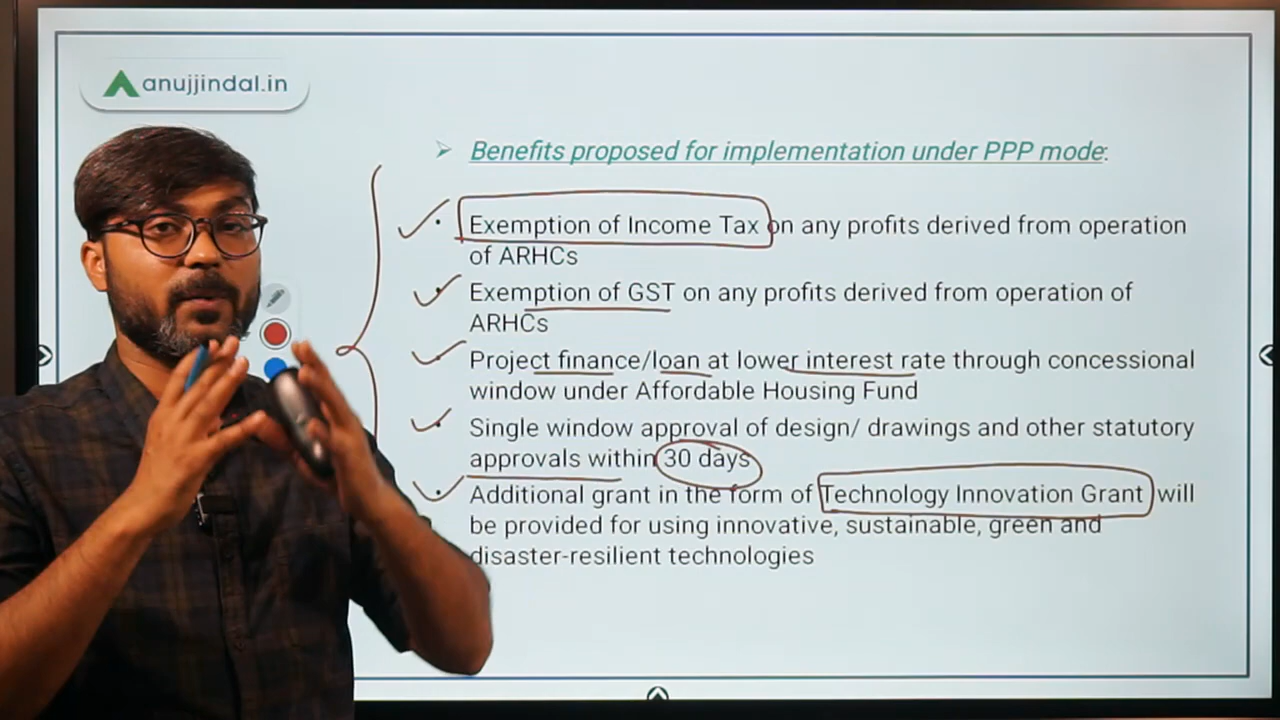 anujjindal.in
Benefits proposed for implementation under PPP mode:
Exemption of Income Tax on any profits derived from operation
of ARHCs
Exemption of GST on any profits derived from operation of
ARHCs
Project finance/loan at lower interest rate through concessional
window under Affordable Housing Fund
Single window approval of design/ drawings and other statutory
approvals within 30 days
Additional grant in the form of Technology Innovation Grant will
be provided for using innovative, sustainable, green and
disaster-resilient technologies